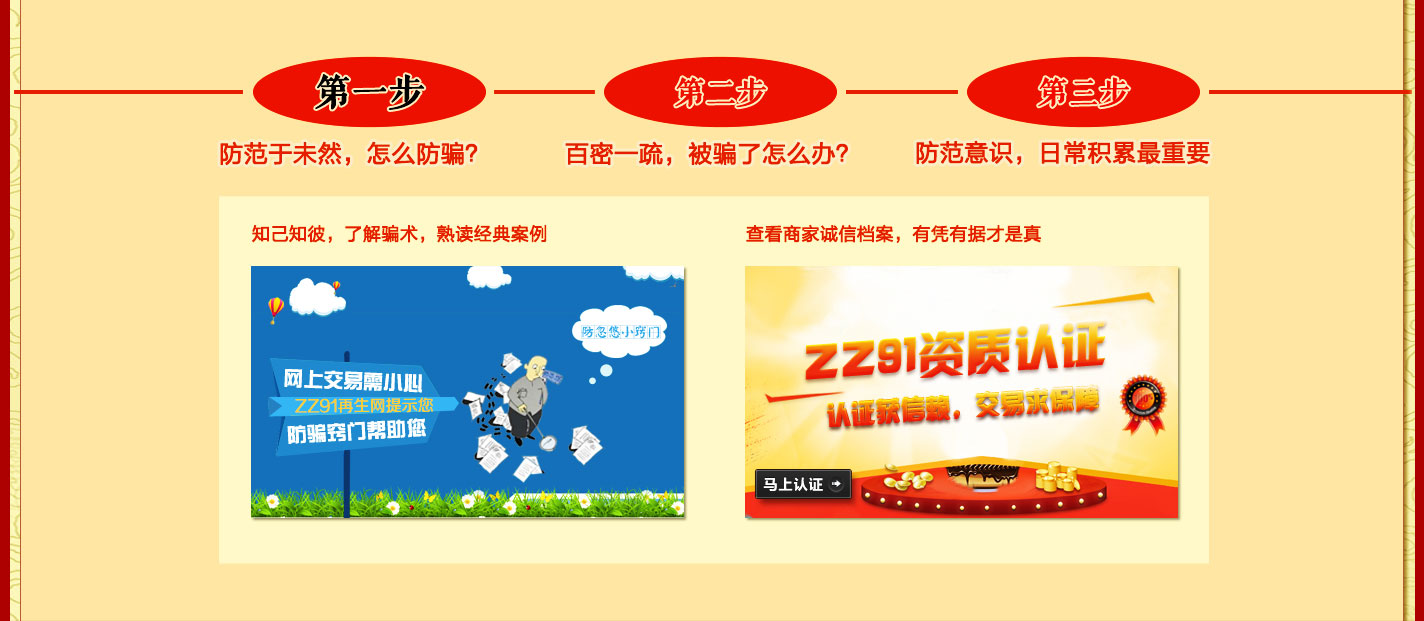 第一步
第二步
第三步
防范于未然，怎么防骗？
百密一疏，被骗了怎么办？
防范意识，日常积累最重要
知己知彼，了解骗术，熟读经典案例
查看商家诚信档案，有凭有据才是真
防忽悠小窍门
网上交易需小心
ZZ91再生网提示您
防骗窍门帮助您
ZZ91资质认证
认证获信赖，交易求保障
马上认证